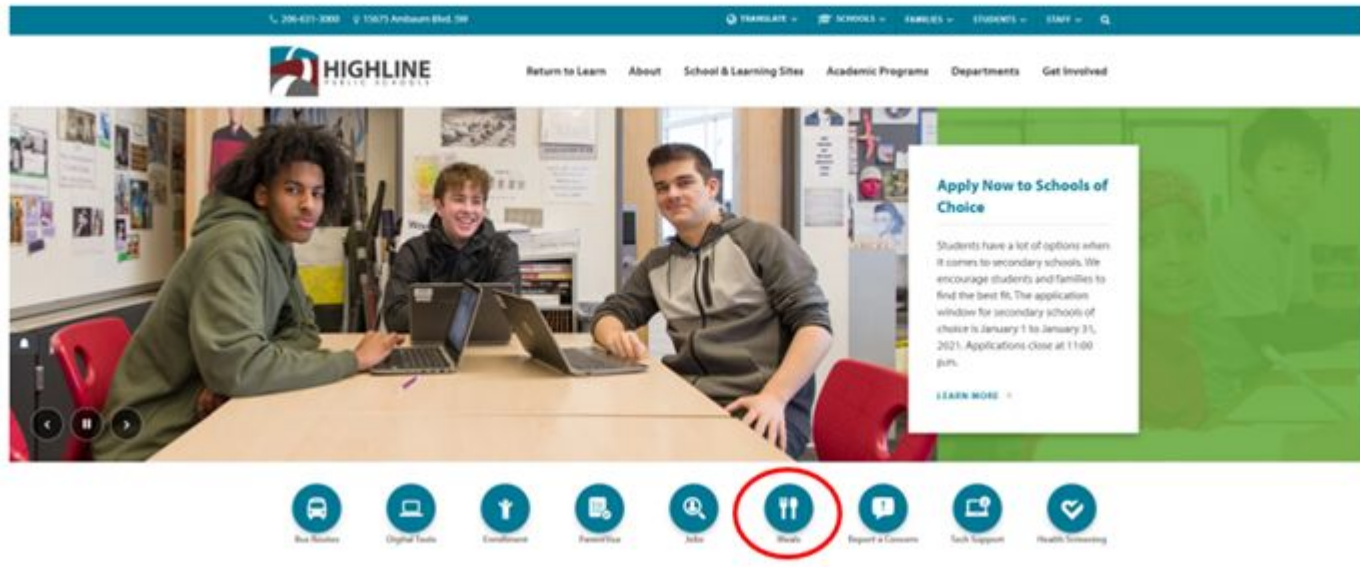 206-631-3000 15675 Ambaum Blvd. SW TRANSLATE SCHOOLS FAMILIES STUDENTS STAFF
HIGHLINE
PUBLIC SCHOOLS
Return to Learn About School & Learning Sites Academic Programs Departments Get Involved
Apply Now to Schools of
Choice
Students have a lot of options when
it comes to secondary schools. We
encourage students and families to
find the best fit. The application
window for secondary schools of
choice is January 1 to January 31,
2021. Applications close at 11:00
p.m.
LEARN MORE
Bus Routes Digital Tools Enrollment ParentVue Jobs Meals Report a Concern Tech Support Health Screening